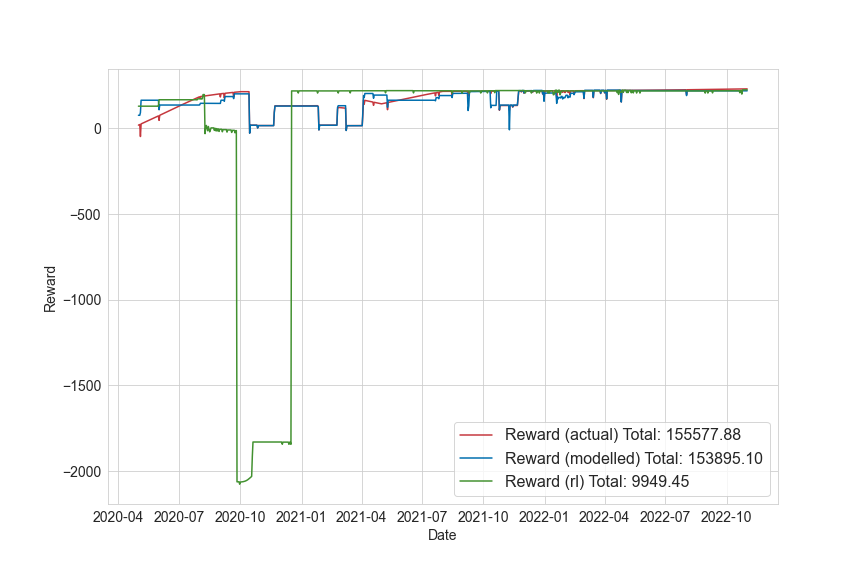 0
−500
−1000
−1500
−2000
Reward
Reward (actual) Total: 155577.88
Reward (modelled) Total: 153895.10
Reward (rl) Total: 9949.45
2020-04 2020-07 2020-10 2021-01 2021-04 2021-07 2021-10 2022-01 2022-04 2022-07 2022-10
Date